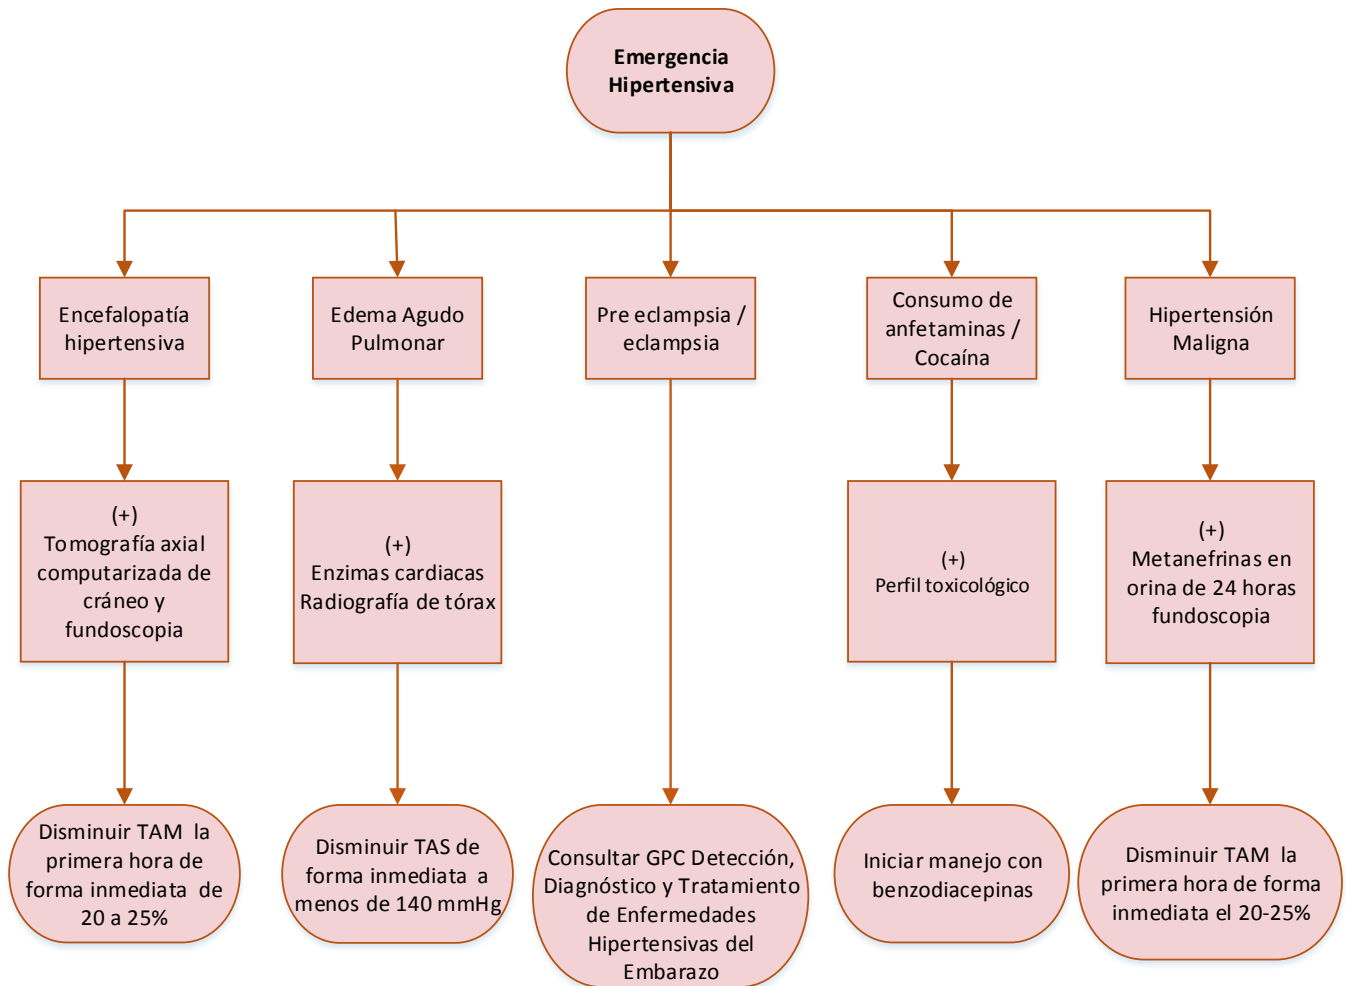 Emergencia
Hipertensiva
Encefalopatía
hipertensiva
Edema Agudo
Pulmonar
Pre eclampsia /
eclampsia
Consumo de
anfetaminas /
Cocaína
Hipertensión
Maligna
(+)
Tomografía axial
computarizada de
cráneo y
fundoscopia
(+)
Enzimas cardiacas
Radiografía de tórax
(+)
Perfil toxicológico
(+)
Metanefrinas en
orina de 24 horas
fundoscopia
Disminuir TAM la
primera hora de
forma inmediata de
20 a 25%
Disminuir TAS de
forma inmediata a
menos de 140 mmHg
Consultar GPC Detección,
Diagnóstico y Tratamiento
de Enfermedades
Hipertensivas del
Embarazo
Iniciar manejo con
benzodiacepinas
Disminuir TAM la
primera hora de forma
inmediata el 20-25%